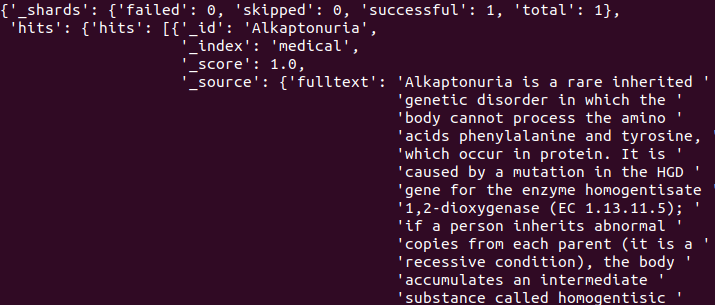 {'_shards': {'failed': 0, 'skipped': 0, 'successful': 1, 'total': 1},
'hits': {'hits': [{'_id': 'Alkaptonuria',
'_index': 'medical',
'_score': 1.0,
'_source': {'fulltext': 'Alkaptonuria is a rare inherited '
'genetic disorder in which the '
'body cannot process the amino '
'acids phenylalanine and tyrosine, '
'which occur in protein. It is '
'caused by a mutation in the HGD '
'gene for the enzyme homogentisate '
'1,2-dioxygenase (EC 1.13.11.5); '
'if a person inherits abnormal '
'copies from each parent (it is a '
'recessive condition), the body '
'accumulates an intermediate '
'substance called homogentisic '